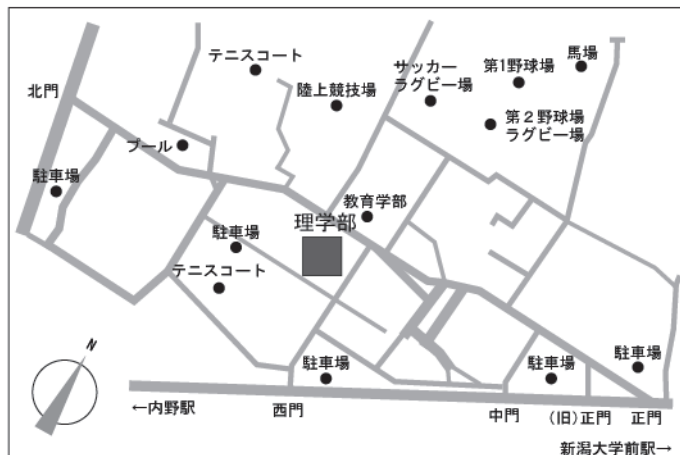 馬場
テニスコート
サッカー
ラグビー場
第1野球場
陸上競技場
北門
第２野球場
ラグビー場
プール
駐車場
教育学部
理学部
駐車場
テニスコート
N
駐車場
駐車場
駐車場
←内野駅
西門
中門
(旧)正門
正門
新潟大学前駅→